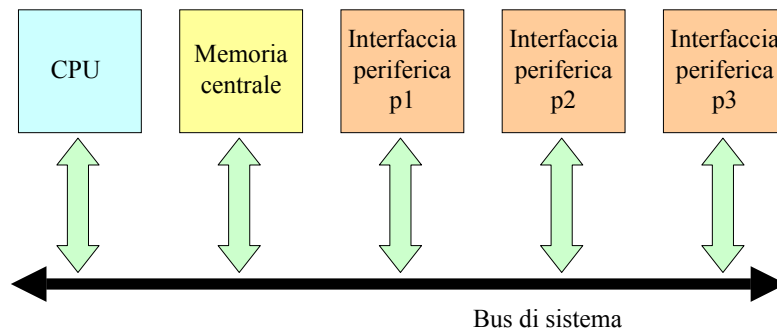 CPU
Memoria
centrale
Interfaccia
periferica
p1
Interfaccia
periferica
p2
Interfaccia
periferica
p3
Bus di sistema